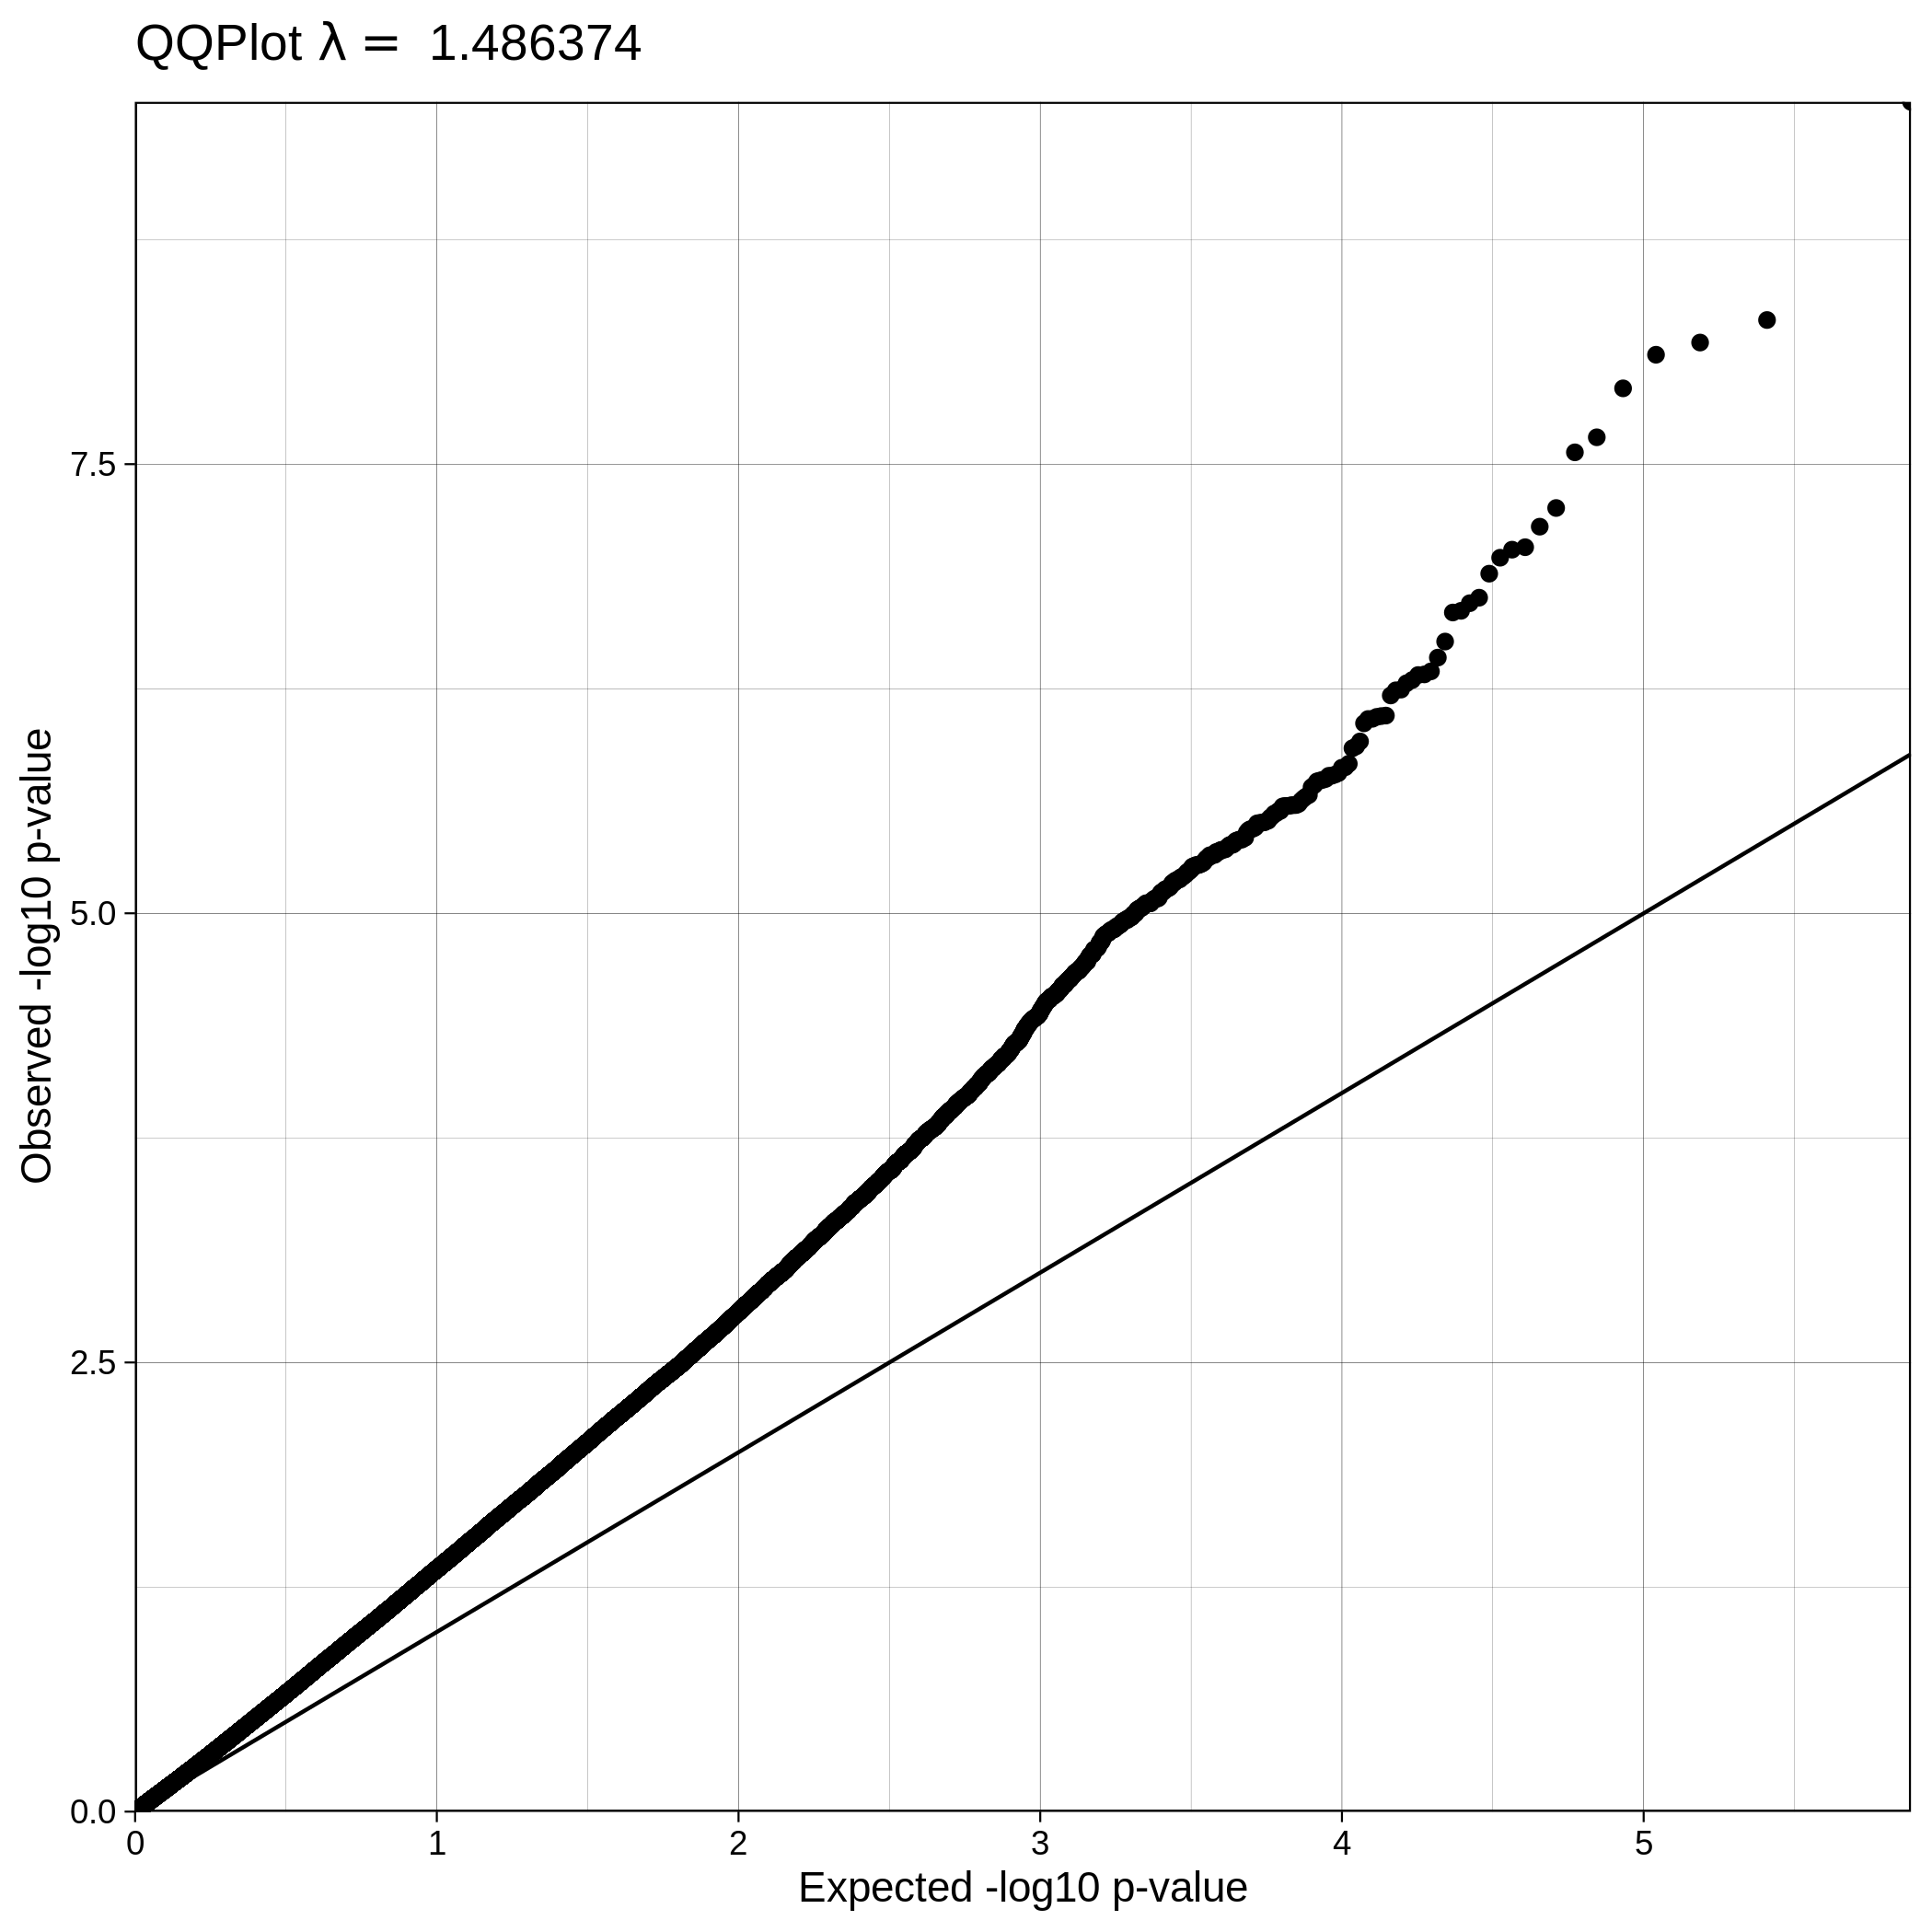 QQPlot λ = 1.486374
Observed -log10 p-value
7.5
5.0
2.5
0.0
0 1 2 3 4 5
Expected -log10 p-value